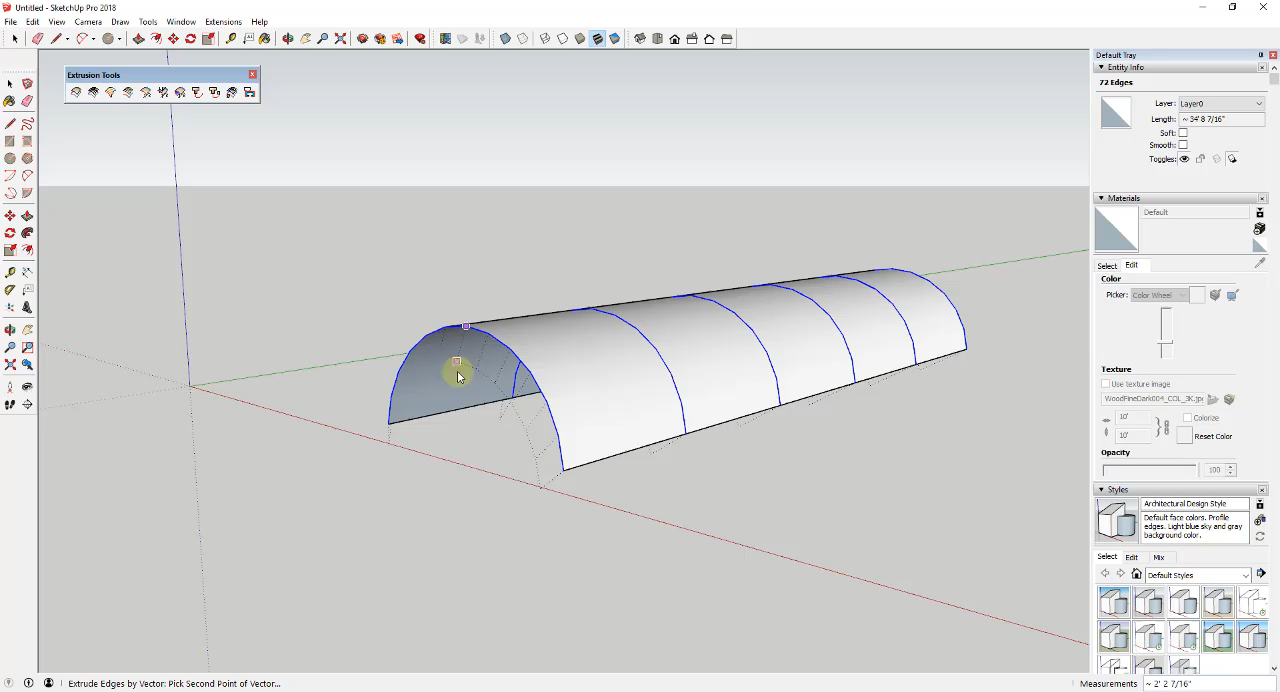 Untitled - SketchUp Pro 2018
File Edit View Camera Draw Tools Window Extensions Help
Extrusion Tools
Default Tray
Entity Info
72 Edges
Layer: Layer0
Length: ~ 34' 8 7/16"
Soft:
Smooth:
Toggles:
Materials
Default
Select Edit
Color
Picker: Color Wheel
Texture
Use texture image
WoodFineDark004_COL_3K.jpg
10' Colorize
10' Reset Color
Opacity
100
Styles
Architectural Design Style
Default face colors. Profile
edges. Light blue sky and gray
background color.
Select Edit Mix
Default Styles
Extrude Edges by Vector: Pick Second Point of Vector...
Measurements ~ 2' 2 7/16"